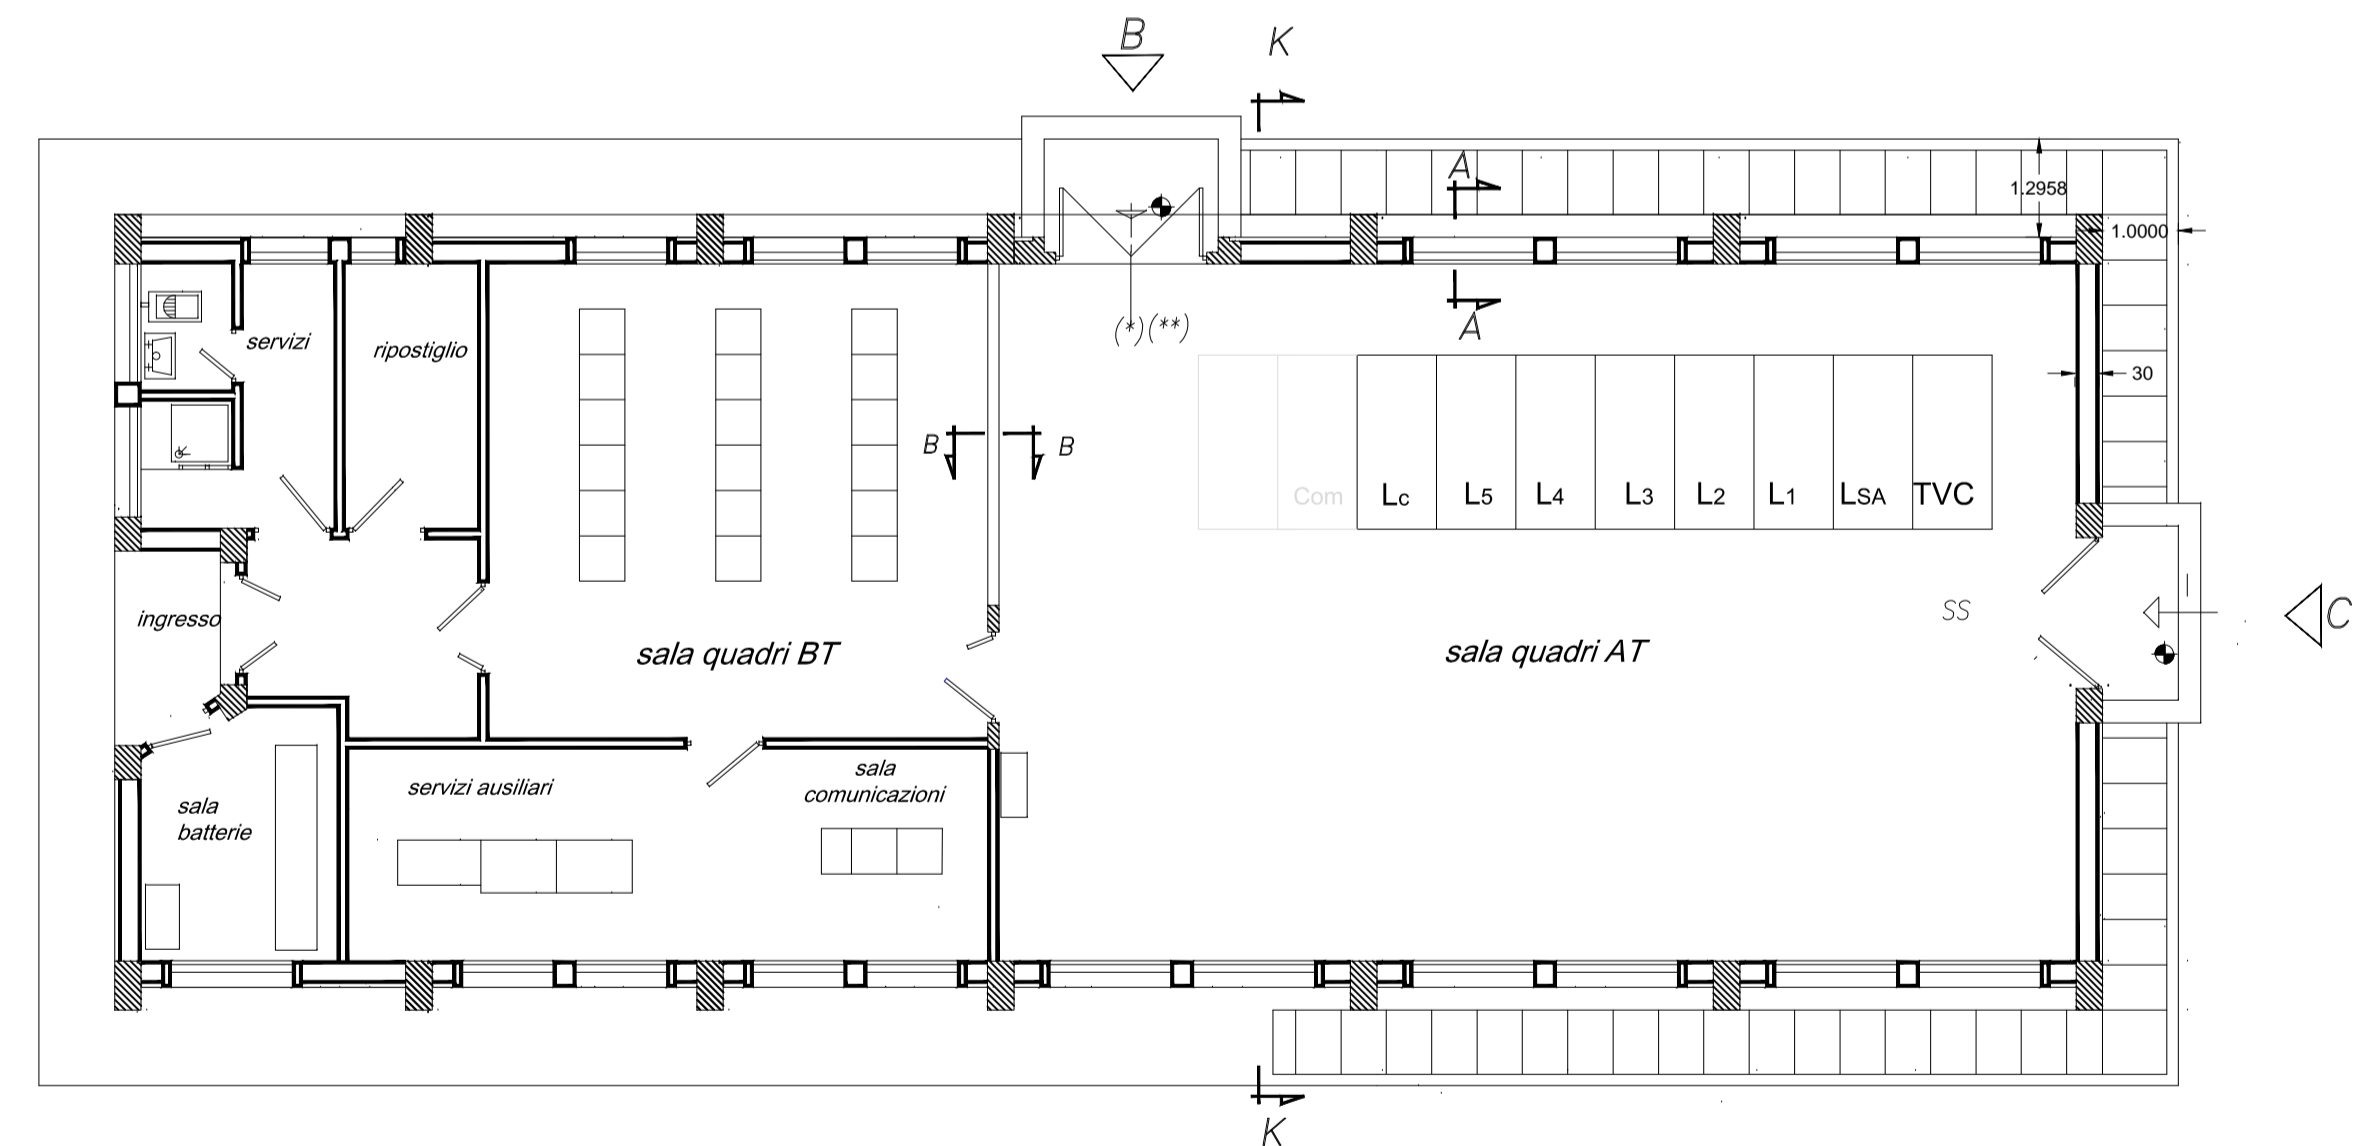 B
K
A
1.2958
1.0000
servizi
ripostiglio
(*)(**)
A
30
B
B
Com
Lc
L5
L4
L3
L2
L1
LSA
TVC
ingresso
SS
C
sala quadri BT
sala quadri AT
servizi ausiliari
sala
comunicazioni
sala
batterie
K